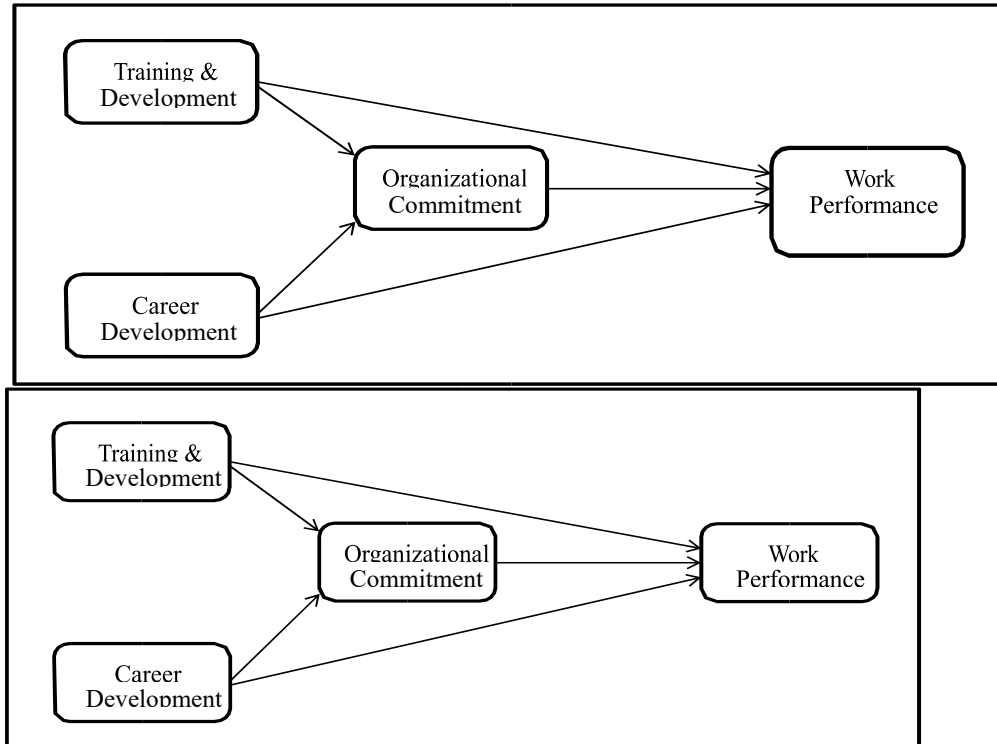 Training &
Development
Organizational
Commitment
Work
Performance
Career
Development
Training &
Development
Organizational
Commitment
Work
Performance
Career
Development